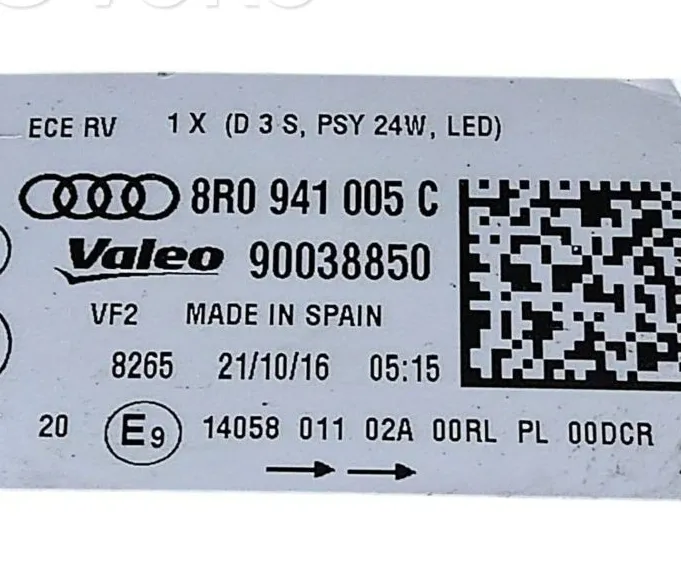 ECE RV 1 X (D 3 S, PSY 24W, LED)
8R0 941 005 C
Valeo 90038850
VF2 MADE IN SPAIN
8265 21/10/16 05:15
20 E9 14058 011 02A 00RL PL 00DCR